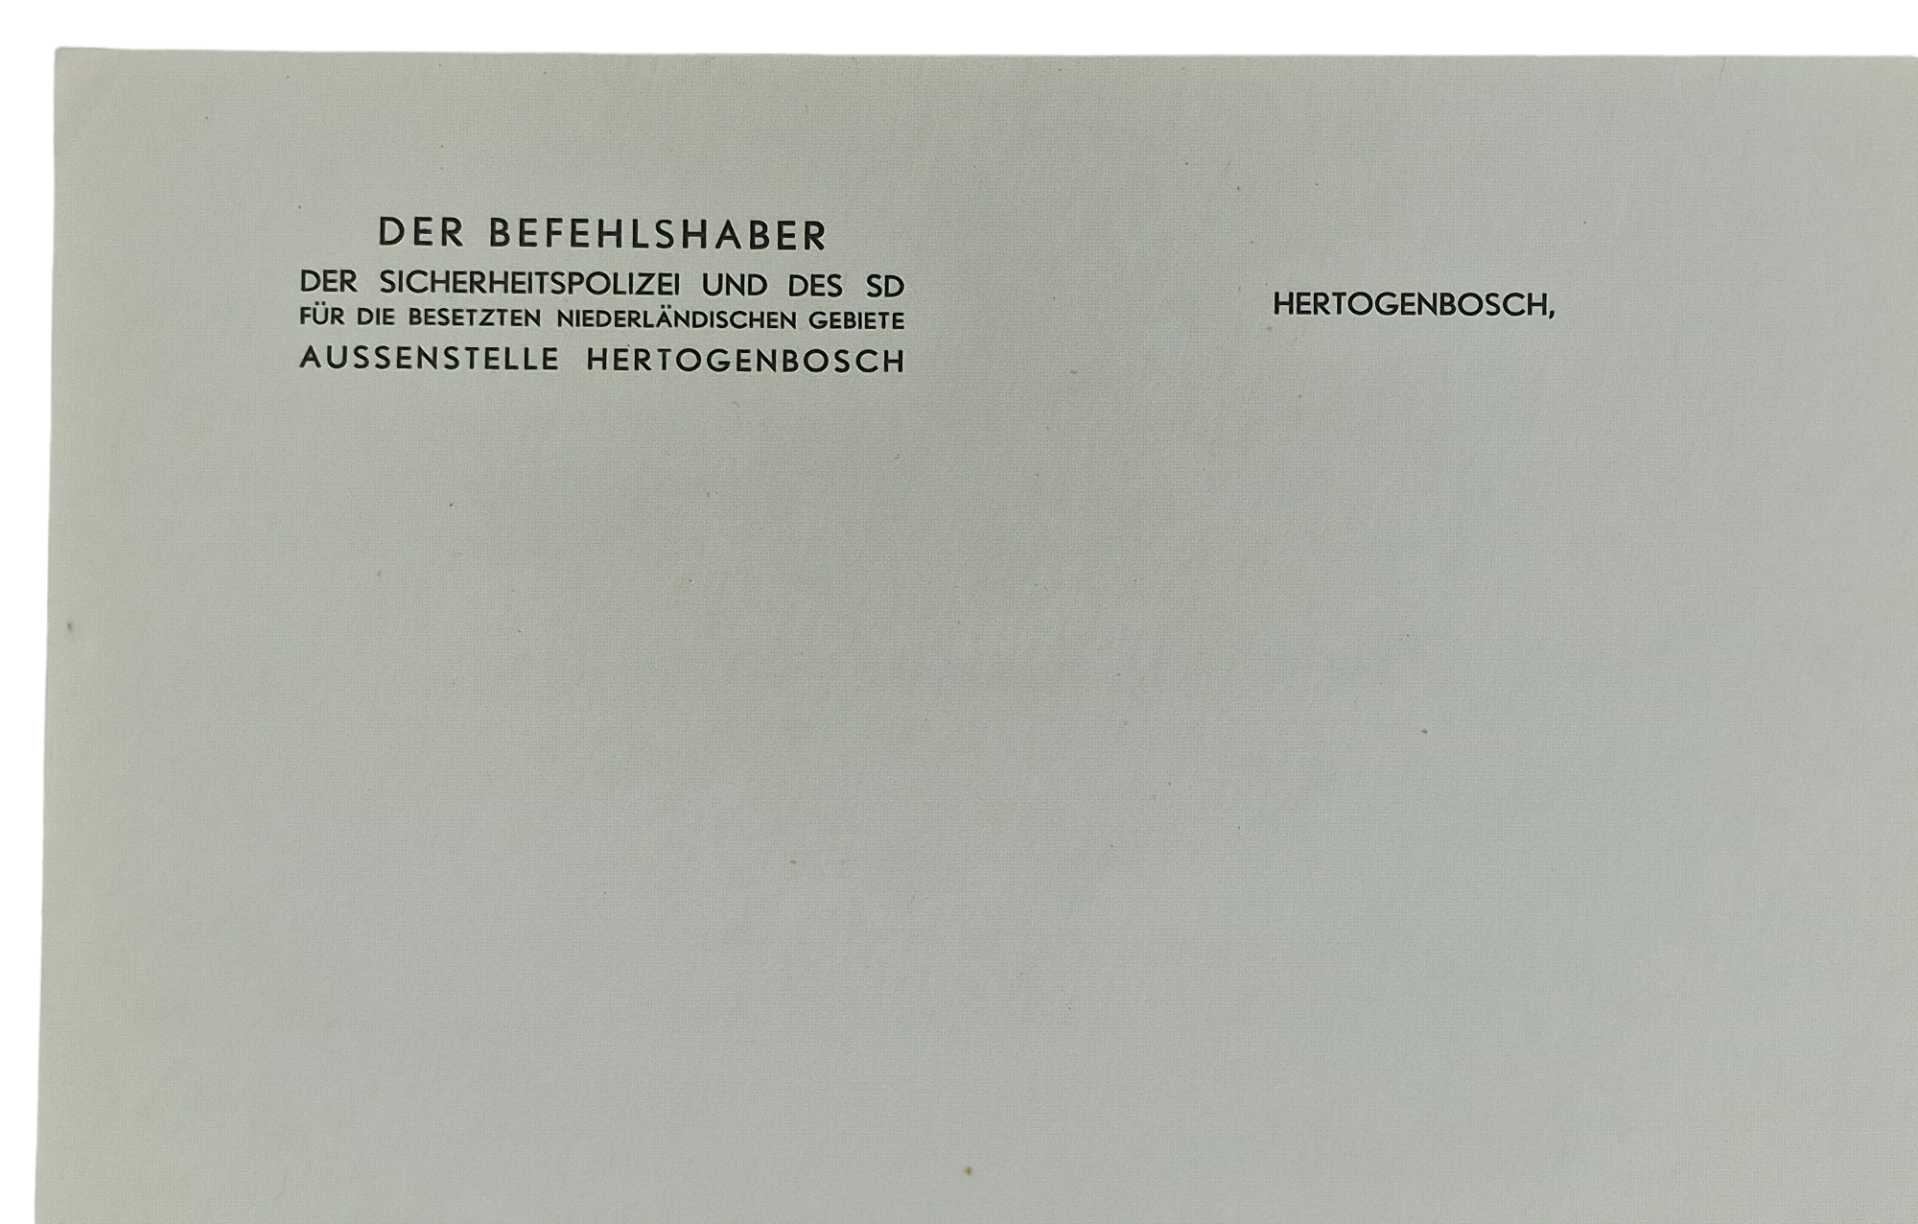 DER BEFEHLSHABER
DER SICHERHEITSPOLIZEI UND DES SD
FÜR DIE BESETZTEN NIEDERLÄNDISCHEN GEBIETE
AUSSENSTELLE HERTOGENBOSCH
HERTOGENBOSCH,